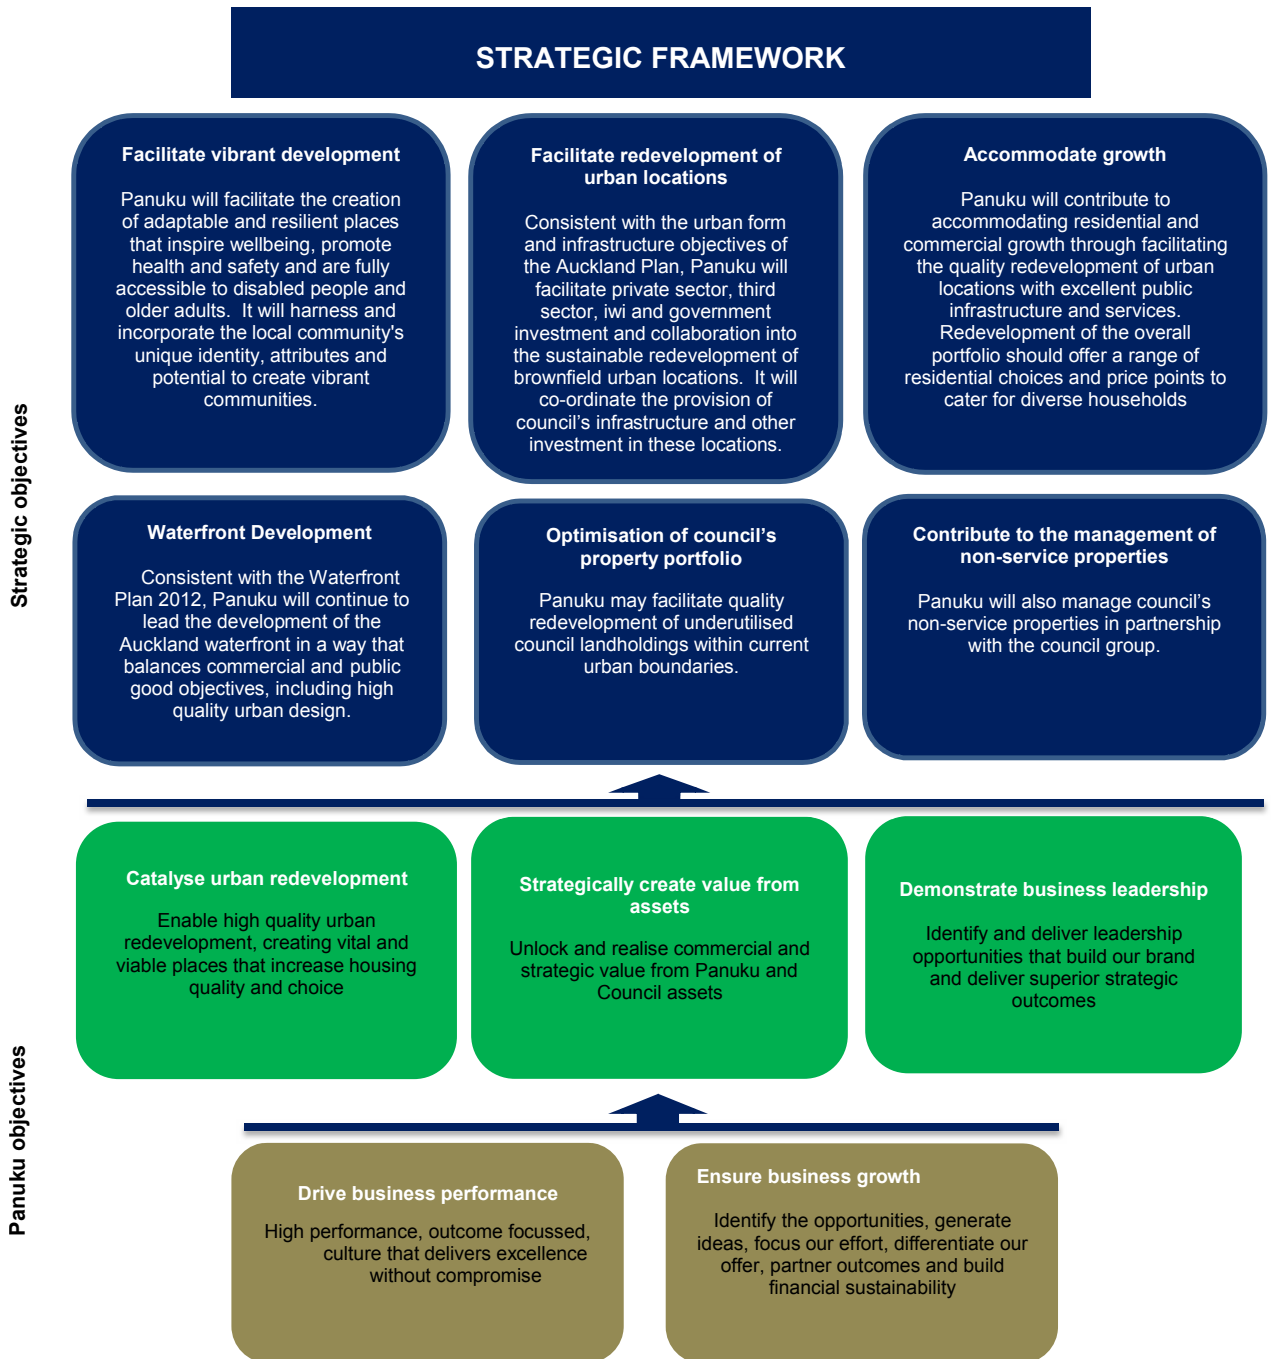 STRATEGIC FRAMEWORK
Strategic objectives
Facilitate vibrant development
Panuku will facilitate the creation
of adaptable and resilient places
that inspire wellbeing, promote
health and safety and are fully
accessible to disabled people and
older adults. It will harness and
incorporate the local community's
unique identity, attributes and
potential to create vibrant
communities.
Facilitate redevelopment of
urban locations
Consistent with the urban form
and infrastructure objectives of
the Auckland Plan, Panuku will
facilitate private sector, third
sector, iwi and government
investment and collaboration into
the sustainable redevelopment of
brownfield urban locations. It will
co-ordinate the provision of
council’s infrastructure and other
investment in these locations.
Accommodate growth
Panuku will contribute to
accommodating residential and
commercial growth through facilitating
the quality redevelopment of urban
locations with excellent public
infrastructure and services.
Redevelopment of the overall
portfolio should offer a range of
residential choices and price points to
cater for diverse households
Waterfront Development
Consistent with the Waterfront
Plan 2012, Panuku will continue to
lead the development of the
Auckland waterfront in a way that
balances commercial and public
good objectives, including high
quality urban design.
Optimisation of council’s
property portfolio
Panuku may facilitate quality
redevelopment of underutilised
council landholdings within current
urban boundaries.
Contribute to the management of
non-service properties
Panuku will also manage council’s
non-service properties in partnership
with the council group.
Panuku objectives
Catalyse urban redevelopment
Enable high quality urban
redevelopment, creating vital and
viable places that increase housing
quality and choice
Strategically create value from
assets
Unlock and realise commercial and
strategic value from Panuku and
Council assets
Demonstrate business leadership
Identify and deliver leadership
opportunities that build our brand
and deliver superior strategic
outcomes
Drive business performance
High performance, outcome focussed,
culture that delivers excellence
without compromise
Ensure business growth
Identify the opportunities, generate
ideas, focus our effort, differentiate our
offer, partner outcomes and build
financial sustainability